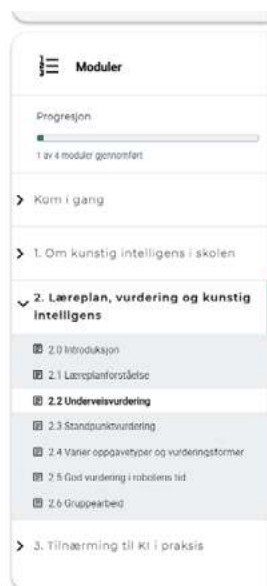 Moduler
Progresjon
1 av 4 moduler gjennomført
Kom i gang
1. Om kunstig intelligens i skolen
2. Læreplan, vurdering og kunstig
intelligens
2.0 Introduksjon
2.1 Læreplanforståelse
2.2 Underveisvurdering
2.3 Standpunktvurdering
2.4 Varier oppgavetyper og vurderingsformer
2.5 God vurdering i robotens tid
2.6 Gruppearbeid
3. Tilnærming til KI i praksis